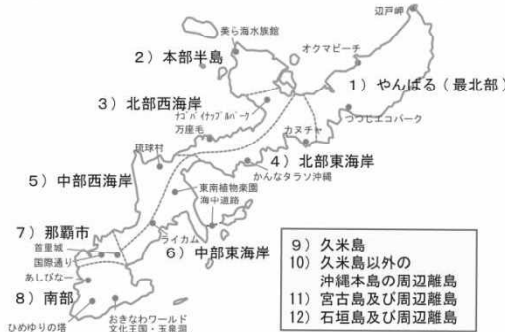 辺戸岬
美ら海水族館
オクマビーチ
2）本部半島
1）やんばる（最北部）
3）北部西海岸
ナゴパイナップルパーク
つつじエコパーク
万座毛
カヌチャ
琉球村
4）北部東海岸
かんなタラソ沖縄
5）中部西海岸
東南植物楽園
海中道路
7）那覇市
ライカム
首里城
6）中部東海岸
国際通り
あしびなー
8）南部
おきなわワールド
文化王国・玉泉洞
ひめゆりの塔
9）久米島
10）久米島以外の
沖縄本島の周辺離島
11）宮古島及び周辺離島
12）石垣島及び周辺離島